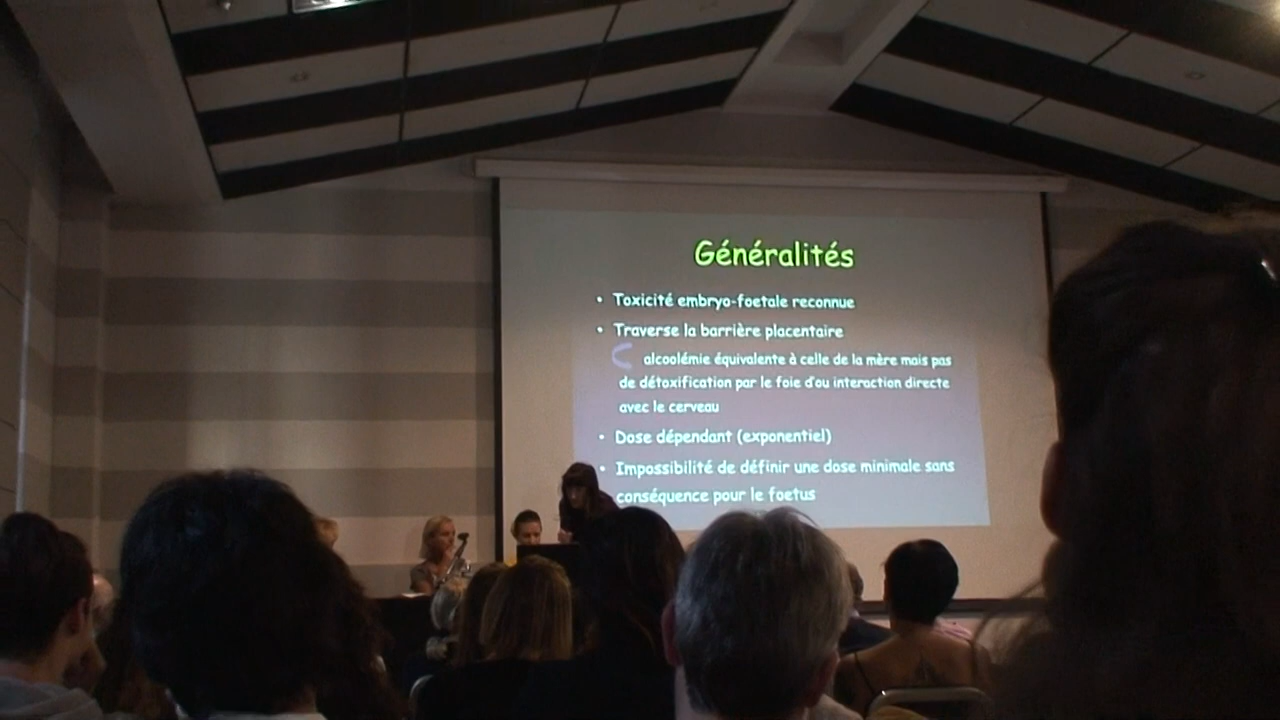 Généralités
• Toxicité embryo-foetale reconnue
• Traverse la barrière placentaire
alcoolémie équivalente à celle de la mère mais pas
de détoxification par le foie d'ou interaction directe
avec le cerveau
• Dose dépendant (exponentiel)
• Impossibilité de définir une dose minimale sans
conséquence pour le foetus